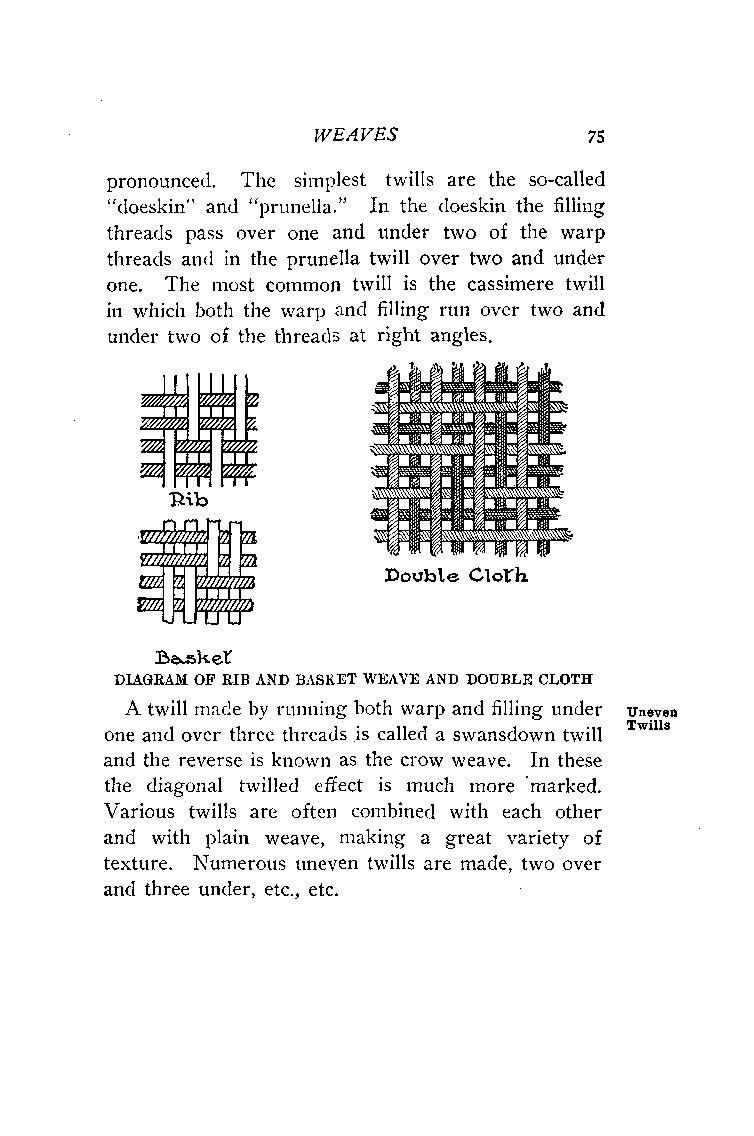 WEAVES 75
pronounced. The simplest twills are the so-called
"doeskin" and "prunella." In the doeskin the filling
threads pass over one and under two of the warp
threads and in the prunella twill over two and under
one. The most common twill is the cassimere twill
in which both the warp and filling run over two and
under two of the threads at right angles.
Rib
Double Cloth
Basket
DIAGRAM OF RIB AND BASKET WEAVE AND DOUBLE CLOTH
A twill made by running both warp and filling under
one and over three threads is called a swansdown twill
and the reverse is known as the crow weave. In these
the diagonal twilled effect is much more marked.
Various twills are often combined with each other
and with plain weave, making a great variety of
texture. Numerous uneven twills are made, two over
and three under, etc., etc.
Uneven
Twills